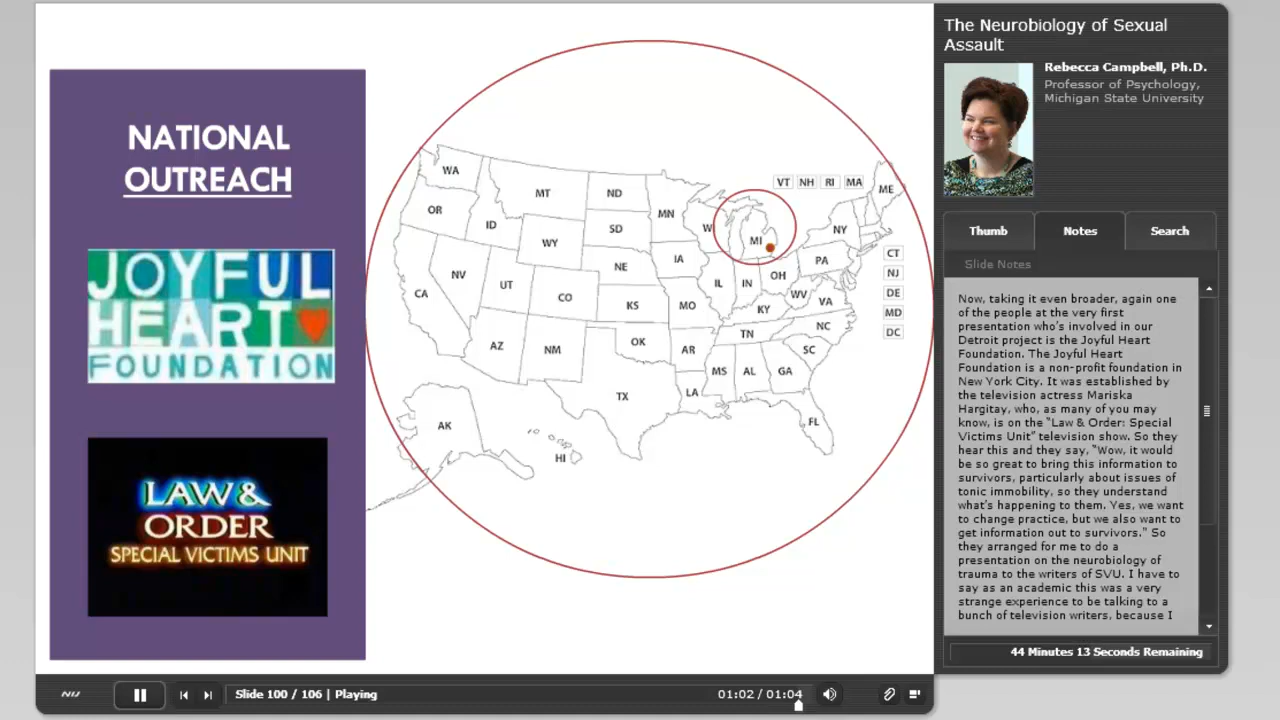 The Neurobiology of Sexual
Assault
Rebecca Campbell, Ph.D.
Professor of Psychology,
Michigan State University
NATIONAL
OUTREACH
JOYFUL
HEART
FOUNDATION
LAW &
ORDER
SPECIAL VICTIMS UNIT
WA
MT
ND
MN
VT
NH
RI
MA
ME
OR
ID
SD
W
MI
NY
WY
IA
PA
CT
NV
NE
IL
IN
OH
NJ
CA
UT
CO
KS
MO
KY
WV
VA
DE
MD
DC
AZ
NM
OK
AR
TN
NC
SC
MS
AL
GA
TX
LA
FL
AK
HI
Thumb
Notes
Search
Slide Notes
Now, taking it even broader, again one
of the people at the very first
presentation who's involved in our
Detroit project is the Joyful Heart
Foundation. The Joyful Heart
Foundation is a non-profit foundation in
New York City. It was established by
the television actress Mariska
Hargitay, who, as many of you may
know, is on the "Law & Order: Special
Victims Unit" television show. So they
hear this and they say, "Wow, it would
be so great to bring this information to
survivors, particularly about issues of
tonic immobility, so they understand
what's happening to them. Yes, we want
to change practice, but we also want to
get information out to survivors." So
they arranged for me to do a
presentation on the neurobiology of
trauma to the writers of SVU. I have to
say as an academic this was a very
strange experience to be talking to a
bunch of television writers, because I
44 Minutes 13 Seconds Remaining
NIJ
Slide 100 / 106 | Playing
01:02 / 01:04